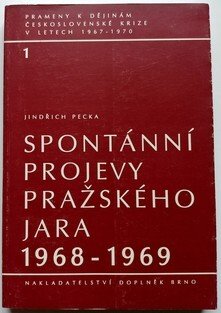 PRAMENY K DĚJINÁM
ČESKOSLOVENSKÉ KRIZE
V LETECH 1967-1970
1
JINDŘICH PECKA
SPONTÁNNÍ
PROJEVY
PRAŽSKÉHO
JARA
1968-1969
NAKLADATELSTVÍ DOPLNĚK BRNO